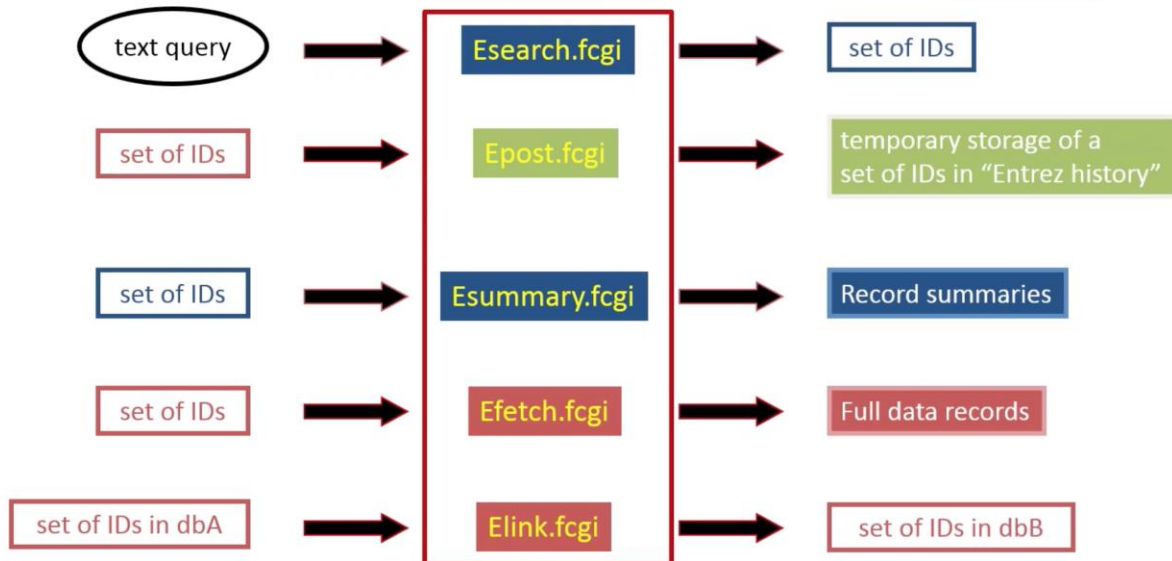 text query
Esearch.fcgi
set of IDs
set of IDs
Epost.fcgi
temporary storage of a
set of IDs in “Entrez history”
set of IDs
Esummary.fcgi
Record summaries
set of IDs
Efetch.fcgi
Full data records
set of IDs in dbA
Elink.fcgi
set of IDs in dbB